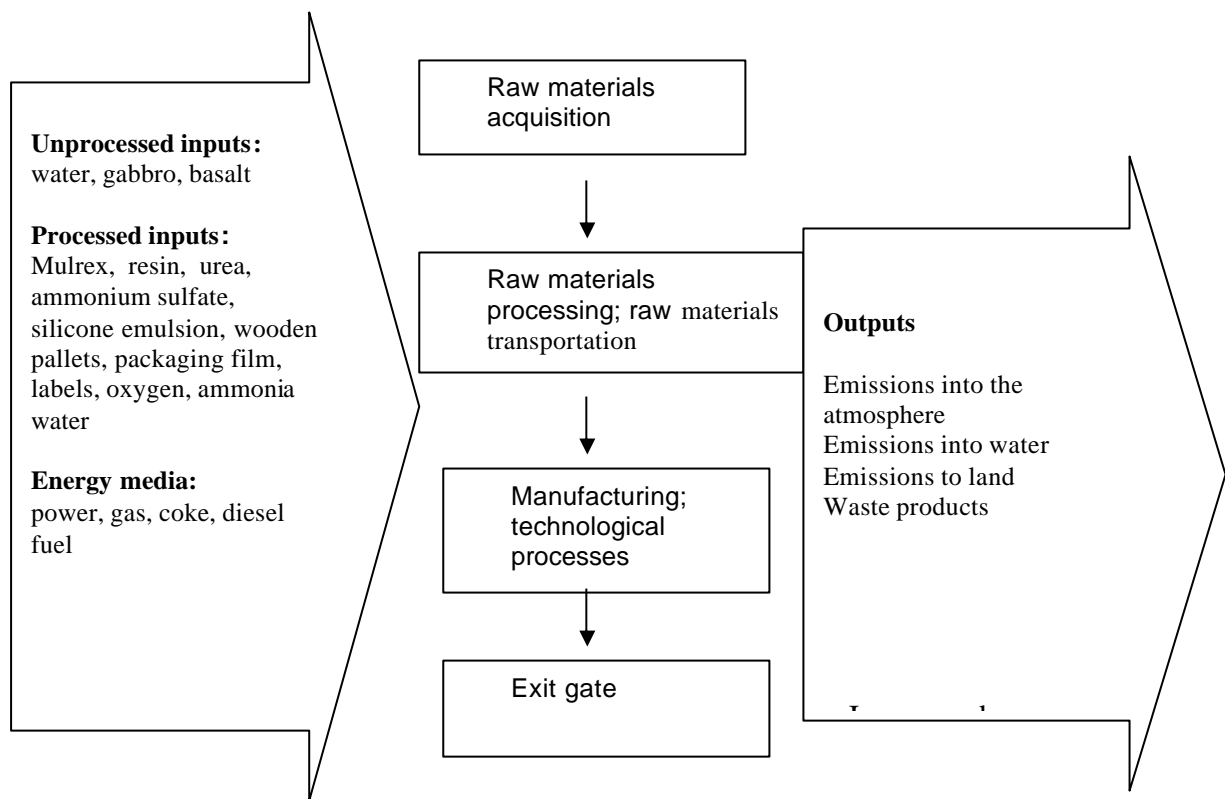 Unprocessed inputs:
water, gabbro, basalt
Processed inputs:
Mulrex, resin, urea,
ammonium sulfate,
silicone emulsion, wooden
pallets, packaging film,
labels, oxygen, ammonia
water
Energy media:
power, gas, coke, diesel
fuel
Raw materials
acquisition
Raw materials
processing; raw materials
transportation
Manufacturing;
technological
processes
Exit gate
Outputs
Emissions into the
atmosphere
Emissions into water
Emissions to land
Waste products